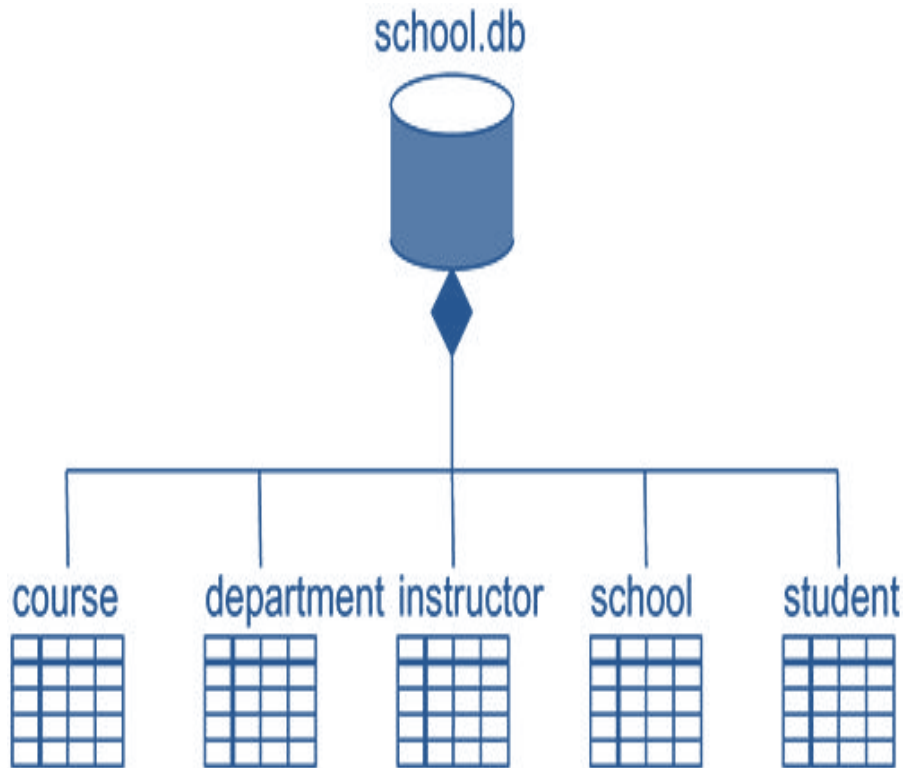 school.db
course
department
instructor
school
student